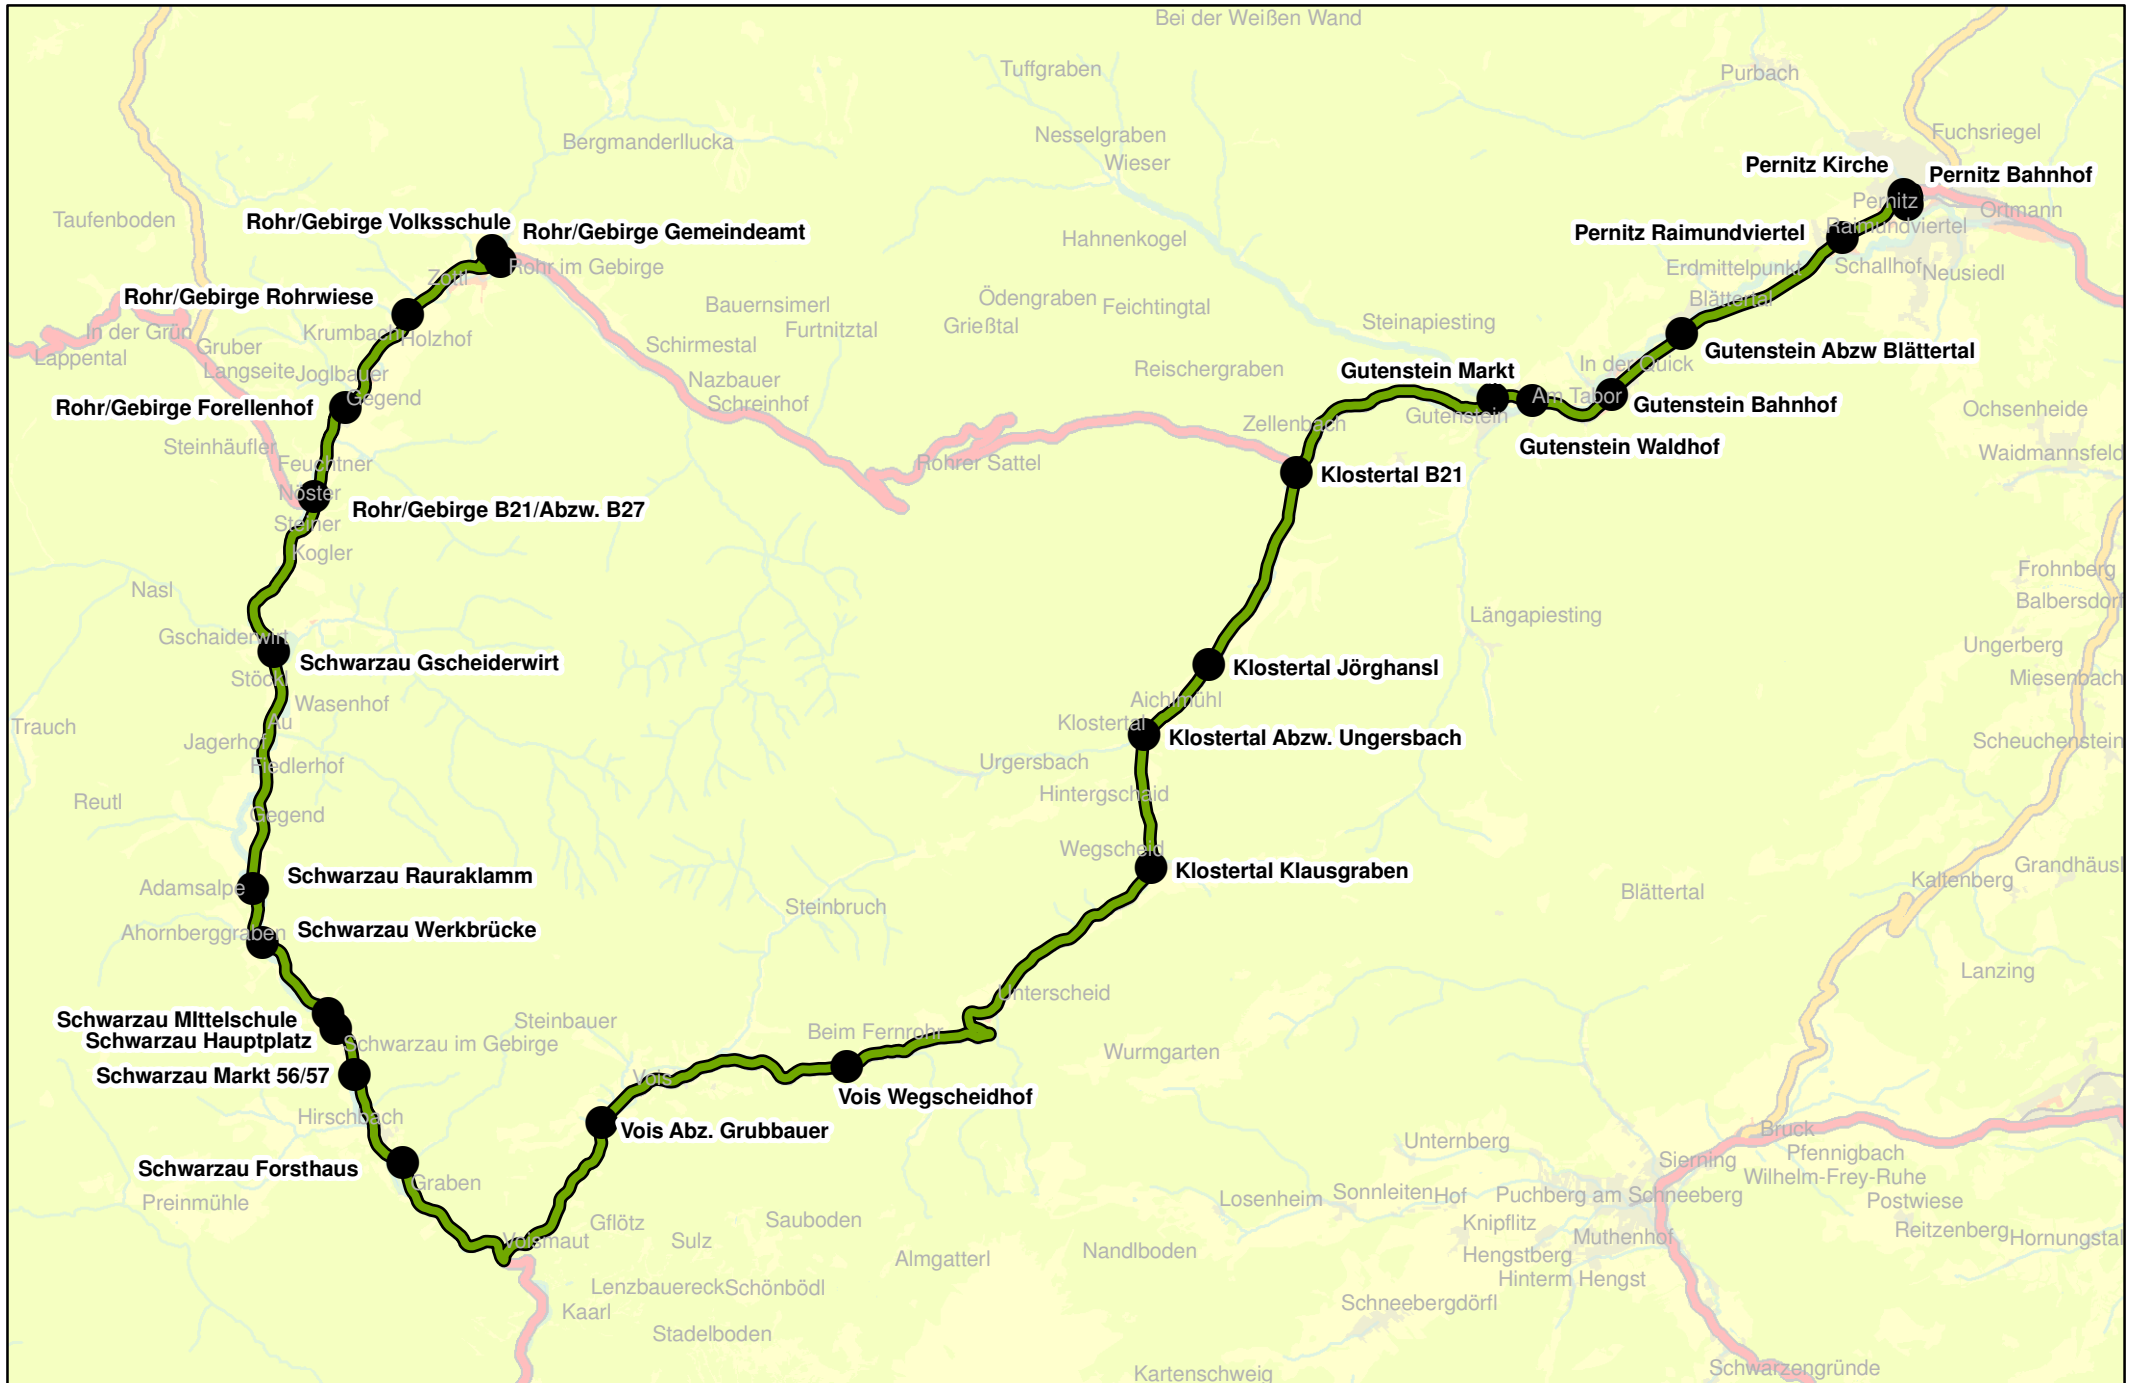 Bei der Weißen Wand
Tuffgraben
Purbach
Fuchsriegel
Nesselgraben
Bergmanderllucka
Wieser
Pernitz Kirche
Pernitz Bahnhof
Pernitz
Ortmann
Taufenboden
Rohr/Gebirge Volksschule
Rohr/Gebirge Gemeindeamt
Raimundviertel
Pernitz Raimundviertel
Hahnenkogel
Rohr im Gebirge
Zottl
Erdmittelpunkt
Schallhof
Neusiedl
Rohr/Gebirge Rohrwiese
Ödengraben
Feichtingtal
Bauernsimerl
Blättertal
Steinapiesting
Grießtal
Furtnitztal
In der Grün
Krumbach
Holzhof
Gruber
Schirmestal
Lappental
Gutenstein Abzw Blättertal
In der Quick
Langseite
Joglbauer
Reischergraben
Gutenstein Markt
Nazbauer
Gegend
Am Tabor
Schreinhof
Gutenstein Bahnhof
Rohr/Gebirge Forellenhof
Ochsenheide
Gutenstein
Zellenbach
Steinhäufler
Gutenstein Waldhof
Waidmannsfeld
Feuchtner
Rohrer Sattel
Klostertal B21
Nöster
Rohr/Gebirge B21/Abzw. B27
Steiner
Kogler
Frohnberg
Nasl
Balbersdorf
Längapiesting
Gschaiderwirt
Ungerberg
Schwarzau Gscheiderwirt
Klostertal Jörghansl
Stöckl
Miesenbach
Aichlmühl
Wasenhof
Au
Klostertal
Trauch
Jagerhof
Klostertal Abzw. Ungersbach
Scheuchenstein
Urgersbach
Fiedlerhof
Hintergschaid
Reutl
Gegend
Wegscheid
Grandhäusl
Klostertal Klausgraben
Schwarzau Rauraklamm
Kaltenberg
Adamsalpe
Blättertal
Steinbruch
Schwarzau Werkbrücke
Ahornberggraben
Lanzing
Unterscheid
Schwarzau MIttelschule
Steinbauer
Beim Fernrohr
Schwarzau Hauptplatz
Schwarzau im Gebirge
Wurmgarten
Schwarzau Markt 56/57
Vois
Vois Wegscheidhof
Hirschbach
Vois Abz. Grubbauer
Bruck
Unternberg
Pfennigbach
Sierning
Schwarzau Forsthaus
Wilhelm-Frey-Ruhe
Graben
Sonnleiten
Hof
Puchberg am Schneeberg
Losenheim
Postwiese
Preinmühle
Gflötz
Sauboden
Knipflitz
Reitzenberg
Muthenhof
Hornungstal
Voismaut
Sulz
Nandlboden
Hengstberg
Almgatterl
Hinterm Hengst
Lenzbauereck
Schönbödl
Schneebergdörfl
Kaarl
Stadelboden
Schwarzengründe
Kartenschweig